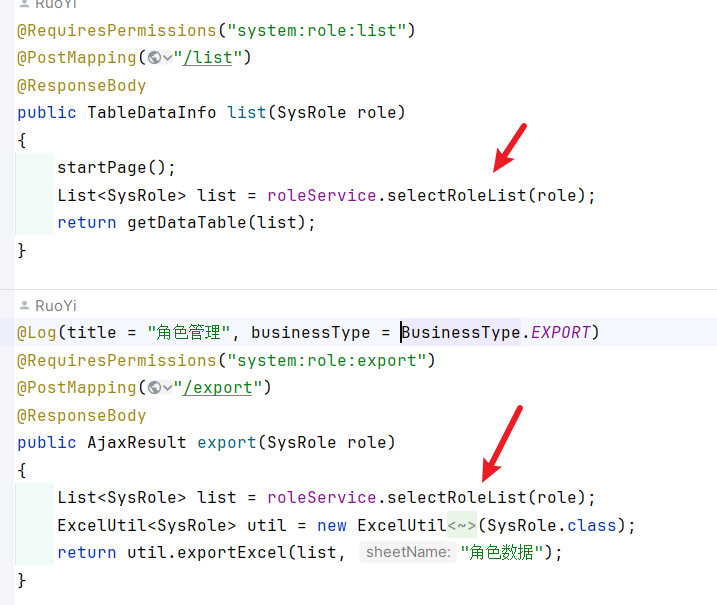 RuoYi
@RequiresPermissions("system:role:list")
@PostMapping("/list")
@ResponseBody
public TableDataInfo list(SysRole role)
{
startPage();
List<SysRole> list = roleService.selectRoleList(role);
return getDataTable(list);
}
RuoYi
@Log(title = "角色管理", businessType = BusinessType.EXPORT)
@RequiresPermissions("system:role:export")
@PostMapping("/export")
@ResponseBody
public AjaxResult export(SysRole role)
{
List<SysRole> list = roleService.selectRoleList(role);
ExcelUtil<SysRole> util = new ExcelUtil<~>(SysRole.class);
return util.exportExcel(list, sheetName: "角色数据");
}